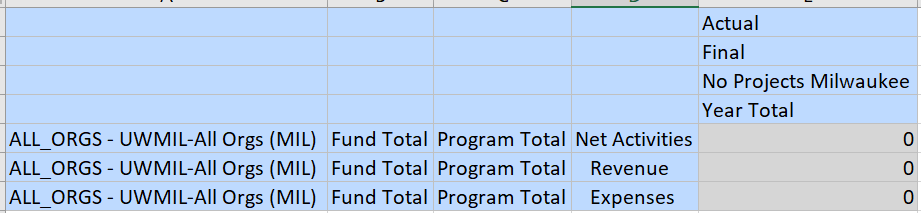 Actual
Final
No Projects Milwaukee
Year Total
ALL_ORGS - UWMIL-All Orgs (MIL) Fund Total Program Total Net Activities 0
ALL_ORGS - UWMIL-All Orgs (MIL) Fund Total Program Total Revenue 0
ALL_ORGS - UWMIL-All Orgs (MIL) Fund Total Program Total Expenses 0